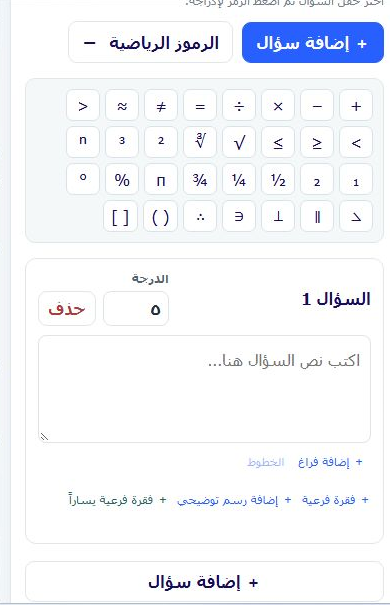 اختر حقل السؤال ثم اضغط الرمز لإدراجه.
+ إضافة سؤال الرموز الرياضية −
+ − × ÷ = ≠ ≈ >
< ≥ ≤ √ ∛ ² ³ ⁿ
₁ ₂ ½ ¼ ¾ π % °
∥ ⊥ ∋ ∴ ( ) [ ]
السؤال 1
الدرجة
٥ حذف
اكتب نص السؤال هنا...
+ إضافة فراغ الخطوط
+ فقرة فرعية + إضافة رسم توضيحي + فقرة فرعية يساراً
+ إضافة سؤال